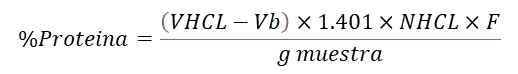 %Proteina = (VHCL − Vb) × 1.401 × NHCL × F
g muestra